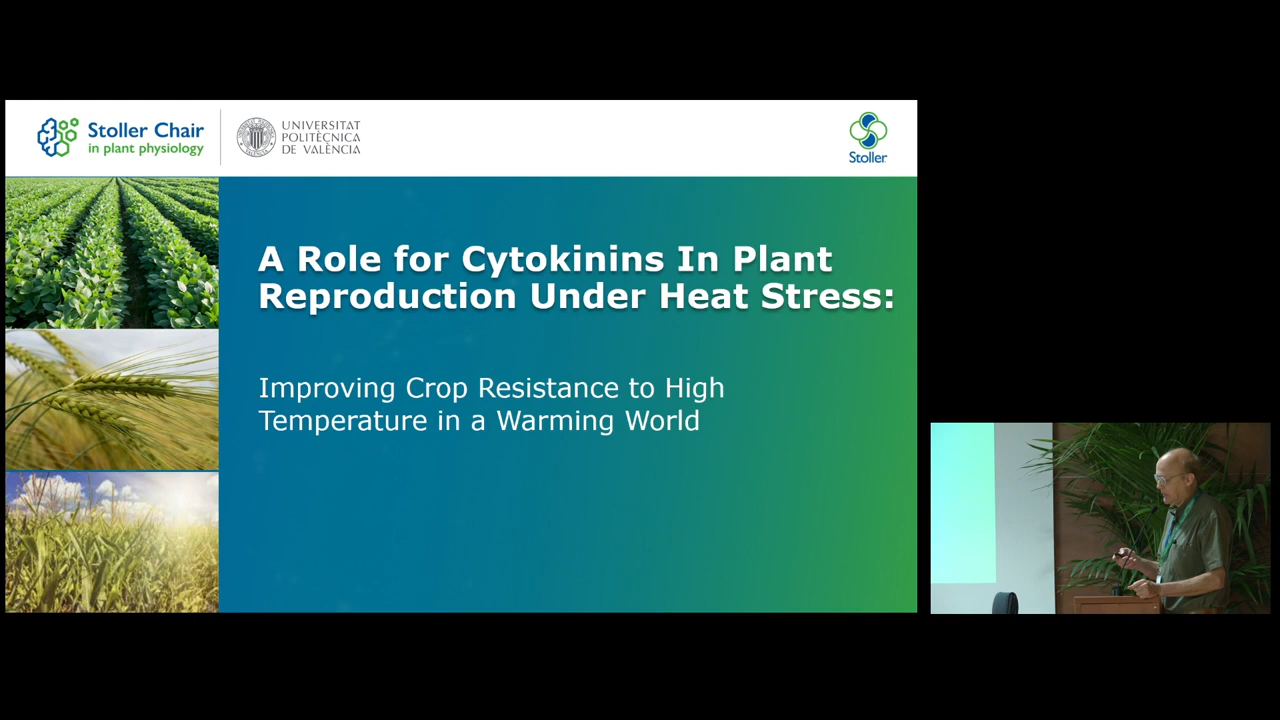 Stoller Chair
in plant physiology
UNIVERSITAT
POLITÈCNICA
DE VALÈNCIA
Stoller
A Role for Cytokinins In Plant
Reproduction Under Heat Stress:
Improving Crop Resistance to High
Temperature in a Warming World